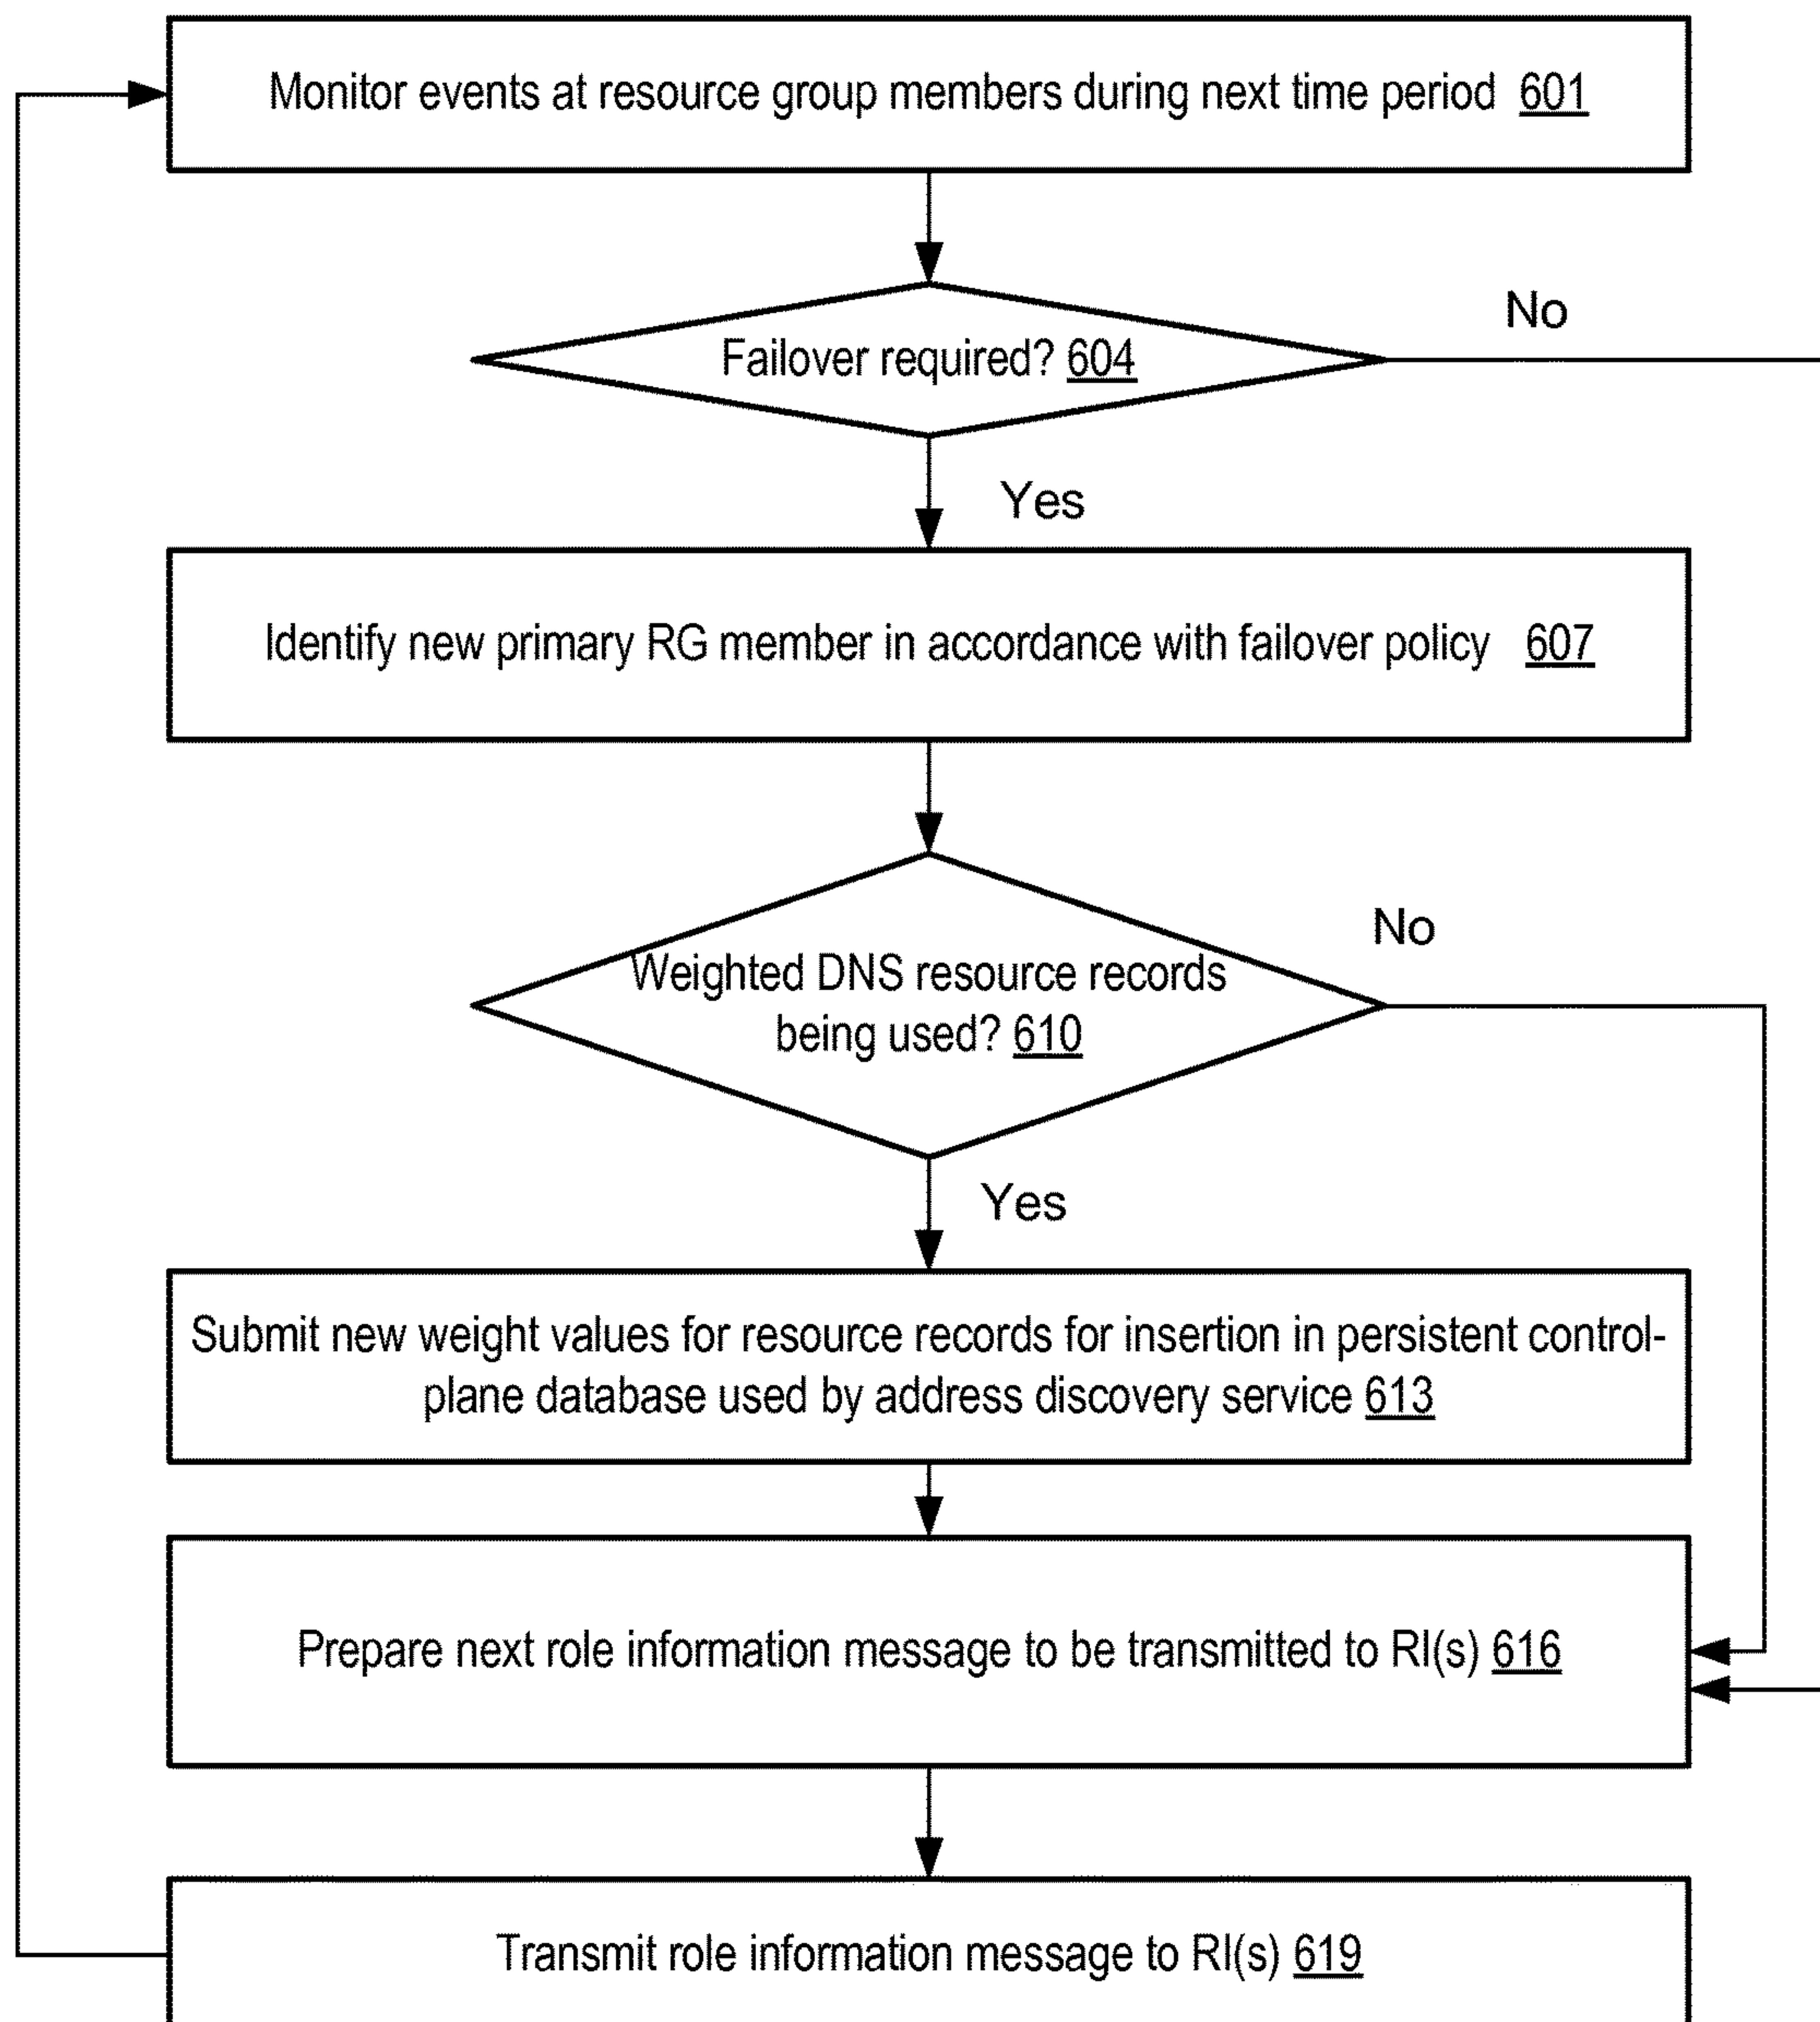 Monitor events at resource group members during next time period 601
Failover required? 604
No
Yes
Identify new primary RG member in accordance with failover policy 607
No
Weighted DNS resource records
being used? 610
Yes
Submit new weight values for resource records for insertion in persistent control-
plane database used by address discovery service 613
Prepare next role information message to be transmitted to RI(s) 616
Transmit role information message to RI(s) 619